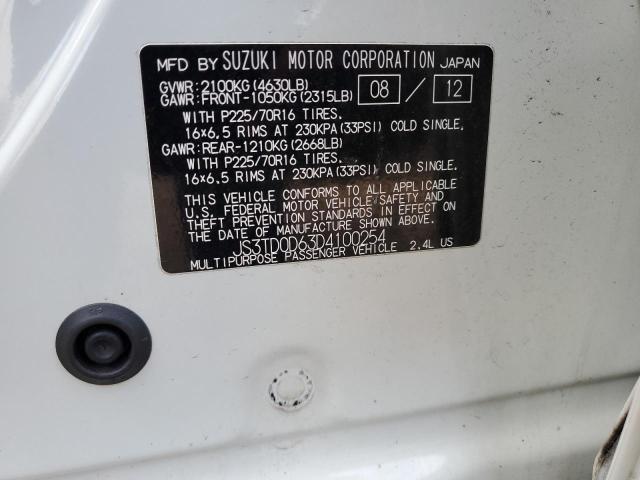 MFD BY SUZUKI MOTOR CORPORATION JAPAN
GVWR: 2100KG (4630LB)
GAWR: FRONT-1050KG (2315LB) 08 / 12
WITH P225/70R16 TIRES.
16x6.5 RIMS AT 230KPA (33PSI) COLD SINGLE.
GAWR: REAR-1210KG (2668LB)
WITH P225/70R16 TIRES.
16x6.5 RIMS AT 230KPA (33PSI) COLD SINGLE.
THIS VEHICLE CONFORMS TO ALL APPLICABLE
U.S. FEDERAL MOTOR VEHICLE SAFETY AND
THEFT PREVENTION STANDARDS IN EFFECT ON
THE DATE OF MANUFACTURE SHOWN ABOVE.
JS3TD0D63D4100254
MULTIPURPOSE PASSENGER VEHICLE 2.4L US